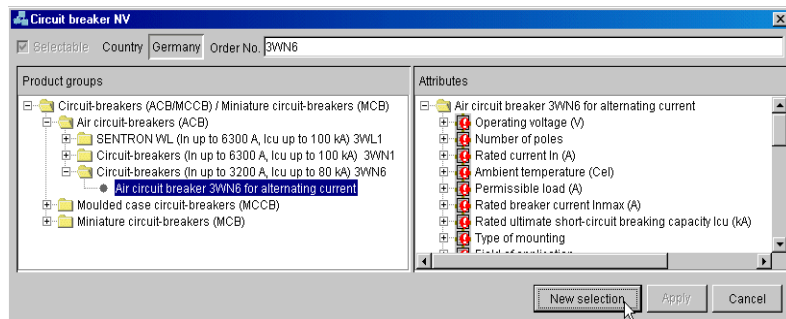 Circuit breaker NV
Selectable Country Germany Order No. 3WN6
Product groups
Circuit-breakers (ACB/MCCB) / Miniature circuit-breakers (MCB)
Air circuit-breakers (ACB)
SENTRON WL (In up to 6300 A, Icu up to 100 kA) 3WL1
Circuit-breakers (In up to 6300 A, Icu up to 100 kA) 3WN1
Circuit-breakers (In up to 3200 A, Icu up to 80 kA) 3WN6
Air circuit breaker 3WN6 for alternating current
Moulded case circuit-breakers (MCCB)
Miniature circuit-breakers (MCB)
Attributes
Air circuit breaker 3WN6 for alternating current
Operating voltage (V)
Number of poles
Rated current In (A)
Ambient temperature (Cel)
Permissible load (A)
Rated breaker current Inmax (A)
Rated ultimate short-circuit breaking capacity Icu (kA)
Type of mounting
New selection Apply Cancel